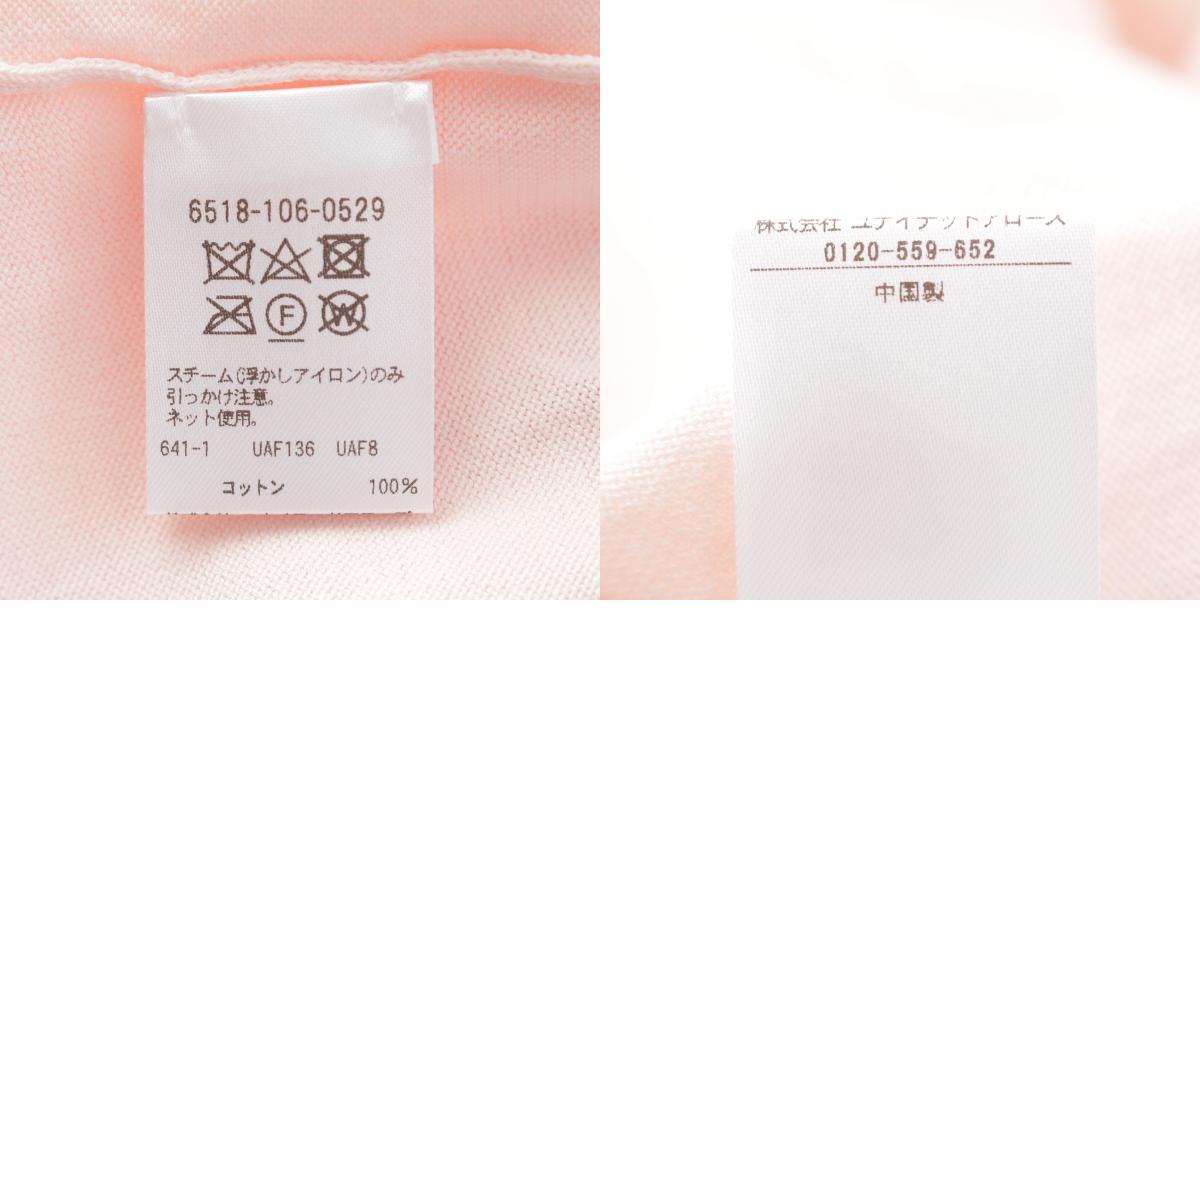 6518-106-0529
F
W
スチーム(浮かしアイロン)のみ
引っかけ注意。
ネット使用。
641-1 UAF136 UAF8
コットン 100%
株式会社 ユナイテッドアローズ
0120-559-652
中国製